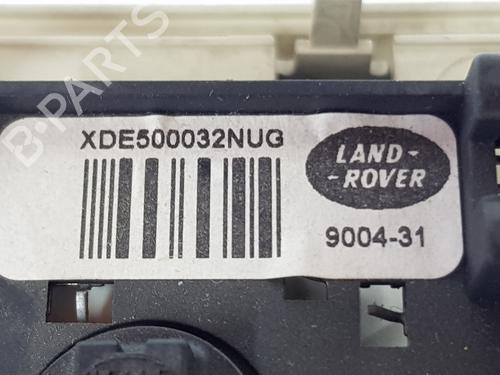 B-PARTS
XDE500032NUG
LAND-
-ROVER
9004-31